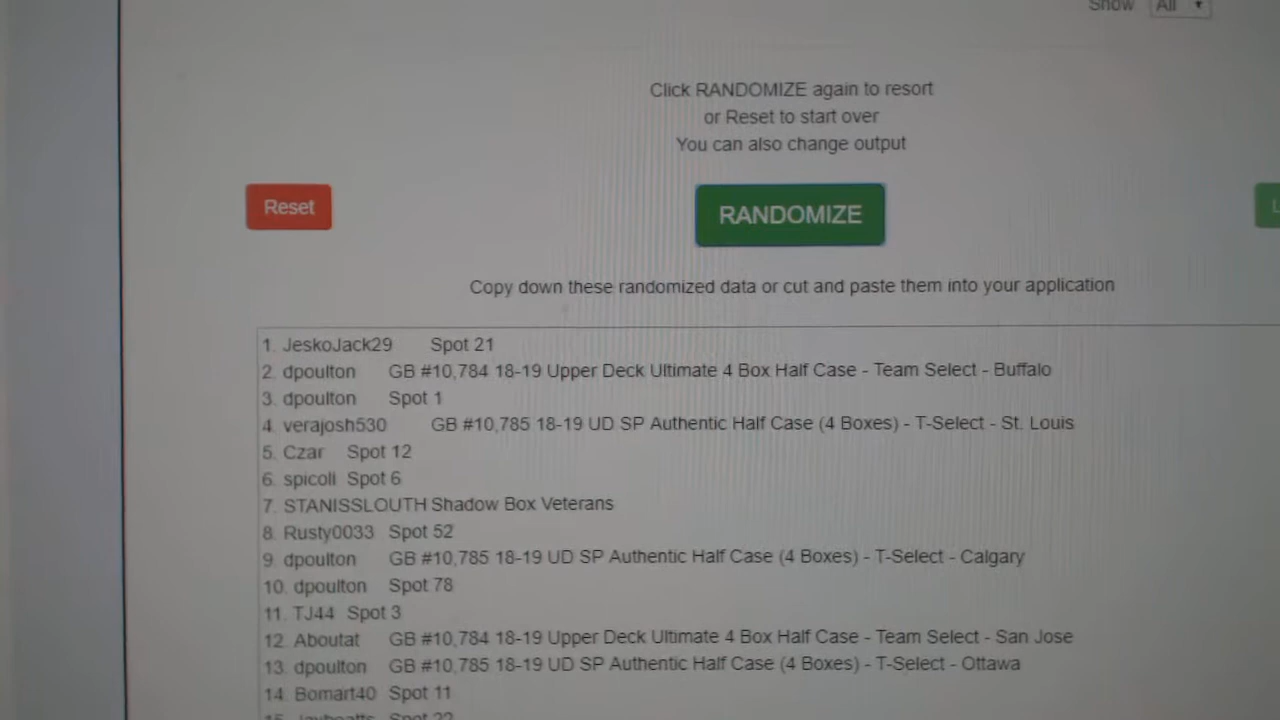 Show All
Click RANDOMIZE again to resort
or Reset to start over
You can also change output
Reset
RANDOMIZE
Copy down these randomized data or cut and paste them into your application
1. JeskoJack29 Spot 21
2. dpoulton GB #10,784 18-19 Upper Deck Ultimate 4 Box Half Case - Team Select - Buffalo
3. dpoulton Spot 1
4. verajosh530 GB #10,785 18-19 UD SP Authentic Half Case (4 Boxes) - T-Select - St. Louis
5. Czar Spot 12
6. spicoli Spot 6
7. STANISSLOUTH Shadow Box Veterans
8. Rusty0033 Spot 52
9. dpoulton GB #10,785 18-19 UD SP Authentic Half Case (4 Boxes) - T-Select - Calgary
10. dpoulton Spot 78
11. TJ44 Spot 3
12. Aboutat GB #10,784 18-19 Upper Deck Ultimate 4 Box Half Case - Team Select - San Jose
13. dpoulton GB #10,785 18-19 UD SP Authentic Half Case (4 Boxes) - T-Select - Ottawa
14. Bomart40 Spot 11